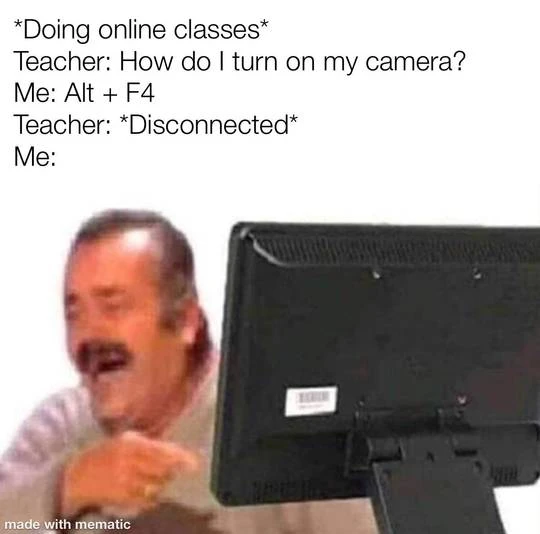 *Doing online classes*
Teacher: How do I turn on my camera?
Me: Alt + F4
Teacher: *Disconnected*
Me:
made with mematic